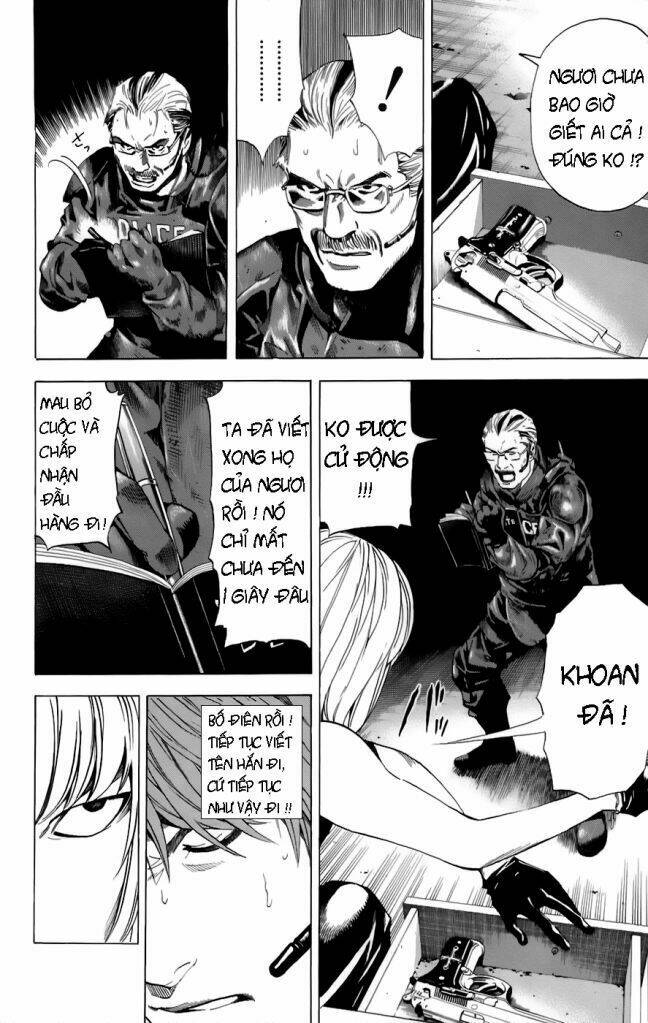 NGƯƠI CHƯA
BAO GIỜ
GIẾT AI CẢ !
ĐÚNG KO !?
!
LICE
KO ĐƯỢC
CỬ ĐỘNG
!!!
KHOAN
ĐÃ !
TA ĐÃ VIẾT
XONG HỌ
CỦA NGƯƠI
RỒI ! NÓ
CHỈ MẤT
CHƯA ĐẾN
1 GIÂY ĐÂU
MAU BỎ
CUỘC VÀ
CHẤP
NHẬN
ĐẦU
HÀNG ĐI !
BỐ ĐIÊN RỒI !
TIẾP TỤC VIẾT
TÊN HẮN ĐI,
CỨ TIẾP TỤC
NHƯ VẬY ĐI !!